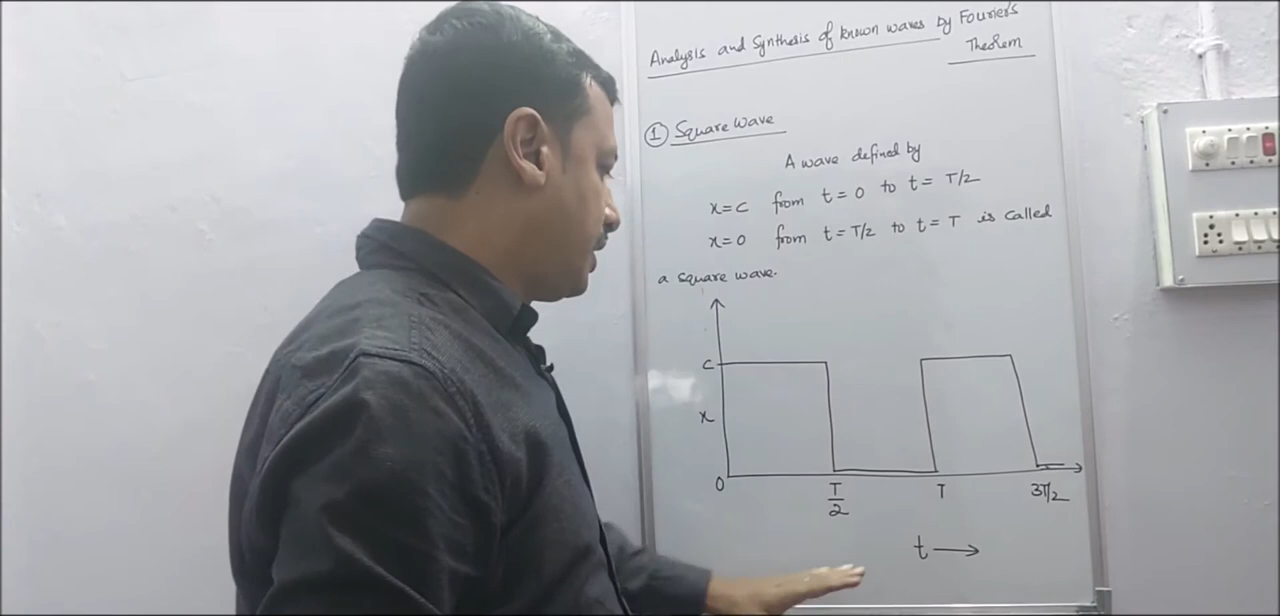 Analysis and Synthesis of known waves by Fourier's
Theorem
① Square Wave
A wave defined by
x=c from t=0 to t= T/2
x=0 from t=T/2 to t= T is called
a square wave.
C
x
0
T/2
T
3T/2
t →